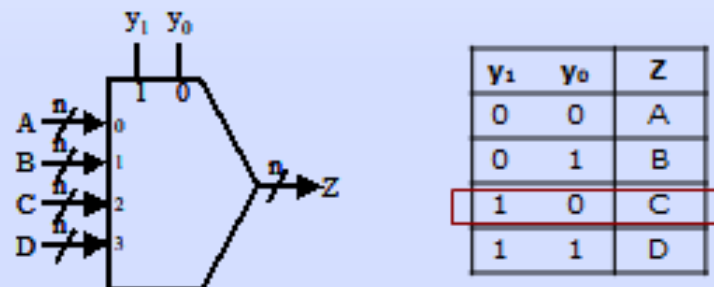 y₁ y₀
1 0
n
A 0
n
B 1
n
C 2
n
D 3
n
Z
y₁ y₀ Z
0 0 A
0 1 B
1 0 C
1 1 D